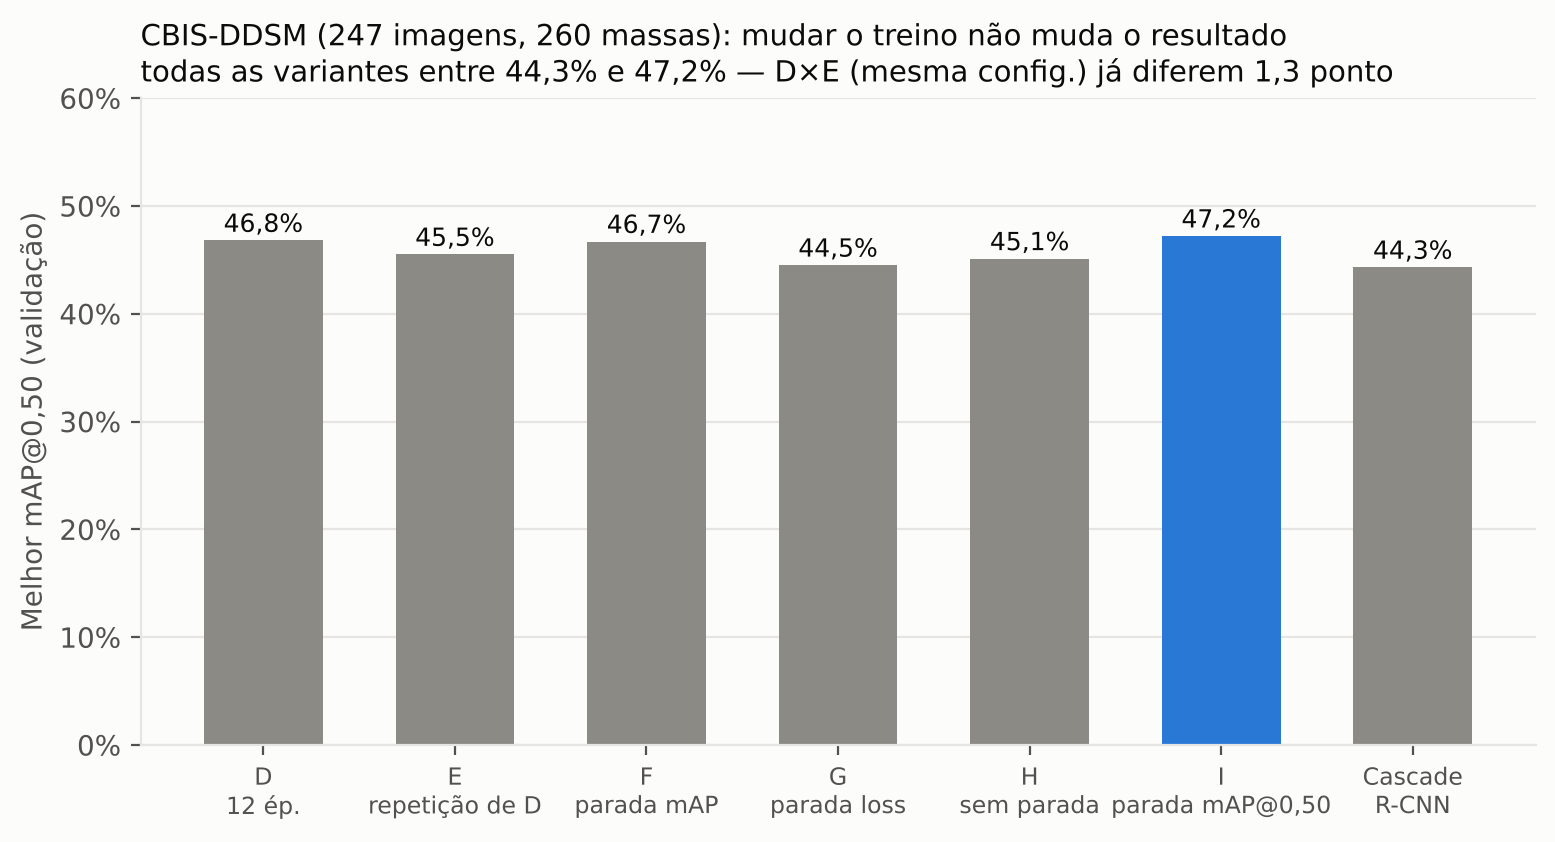 CBIS-DDSM (247 imagens, 260 massas): mudar o treino não muda o resultado
todas as variantes entre 44,3% e 47,2% — D×E (mesma config.) já diferem 1,3 ponto
Melhor mAP@0,50 (validação)
60%
50%
40%
30%
20%
10%
0%
46,8%
45,5%
46,7%
44,5%
45,1%
47,2%
44,3%
D
12 ép.
E
repetição de D
F
parada mAP
G
parada loss
H
sem parada
I
parada mAP@0,50
Cascade
R-CNN